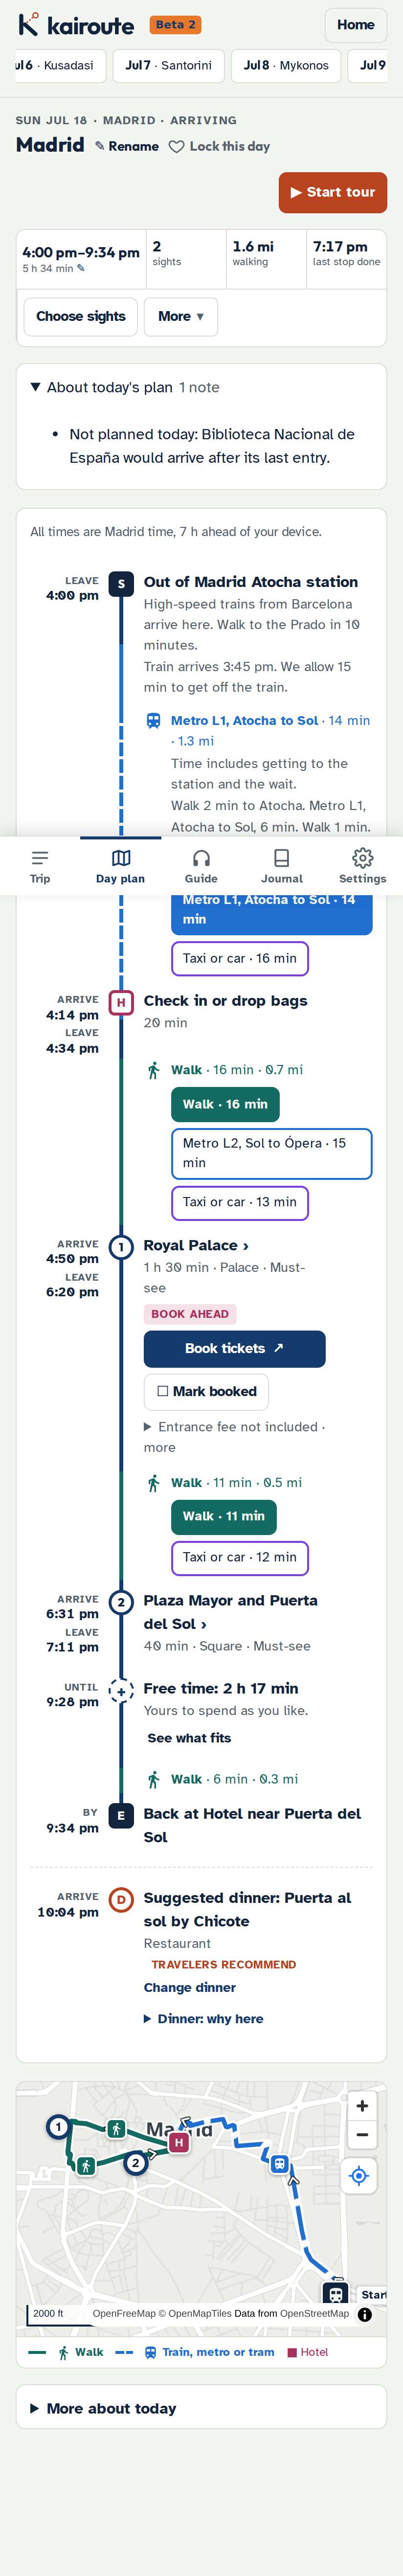 kairoute
Beta 2
Home
ul 6 · Kusadasi
Jul 7 · Santorini
Jul 8 · Mykonos
Jul 9
SUN JUL 18 · MADRID · ARRIVING
Madrid ✎ Rename Lock this day
▶ Start tour
4:00 pm–9:34 pm
5 h 34 min ✎
2
sights
1.6 mi
walking
7:17 pm
last stop done
Choose sights
More ▾
▼ About today's plan 1 note
• Not planned today: Biblioteca Nacional de
España would arrive after its last entry.
All times are Madrid time, 7 h ahead of your device.
LEAVE
4:00 pm
S
Out of Madrid Atocha station
High-speed trains from Barcelona
arrive here. Walk to the Prado in 10
minutes.
Train arrives 3:45 pm. We allow 15
min to get off the train.
Metro L1, Atocha to Sol · 14 min
· 1.3 mi
Time includes getting to the
station and the wait.
Walk 2 min to Atocha. Metro L1,
Atocha to Sol, 6 min. Walk 1 min.
Trip
Day plan
Guide
Journal
Settings
Metro L1, Atocha to Sol · 14
min
Taxi or car · 16 min
ARRIVE
4:14 pm
LEAVE
4:34 pm
H
Check in or drop bags
20 min
Walk · 16 min · 0.7 mi
Walk · 16 min
Metro L2, Sol to Ópera · 15
min
Taxi or car · 13 min
ARRIVE
4:50 pm
LEAVE
6:20 pm
1
Royal Palace ›
1 h 30 min · Palace · Must-
see
BOOK AHEAD
Book tickets ↗
☐ Mark booked
▶ Entrance fee not included ·
more
Walk · 11 min · 0.5 mi
Walk · 11 min
Taxi or car · 12 min
ARRIVE
6:31 pm
LEAVE
7:11 pm
2
Plaza Mayor and Puerta
del Sol ›
40 min · Square · Must-see
UNTIL
9:28 pm
+
Free time: 2 h 17 min
Yours to spend as you like.
See what fits
Walk · 6 min · 0.3 mi
BY
9:34 pm
E
Back at Hotel near Puerta del
Sol
ARRIVE
10:04 pm
D
Suggested dinner: Puerta al
sol by Chicote
Restaurant
TRAVELERS RECOMMEND
Change dinner
▶ Dinner: why here
1
2
H
+
−
Start
2000 ft
OpenFreeMap © OpenMapTiles Data from OpenStreetMap
Walk
Train, metro or tram
Hotel
▶ More about today